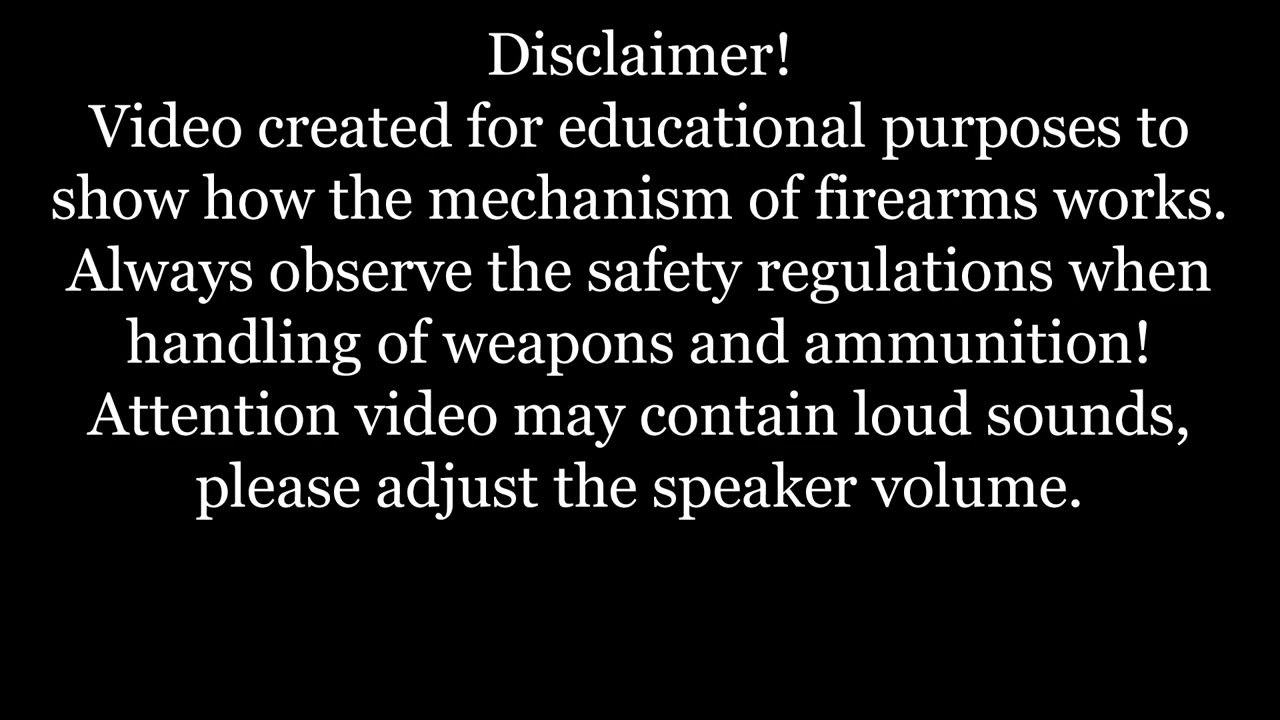 Disclaimer!
Video created for educational purposes to
show how the mechanism of firearms works.
Always observe the safety regulations when
handling of weapons and ammunition!
Attention video may contain loud sounds,
please adjust the speaker volume.